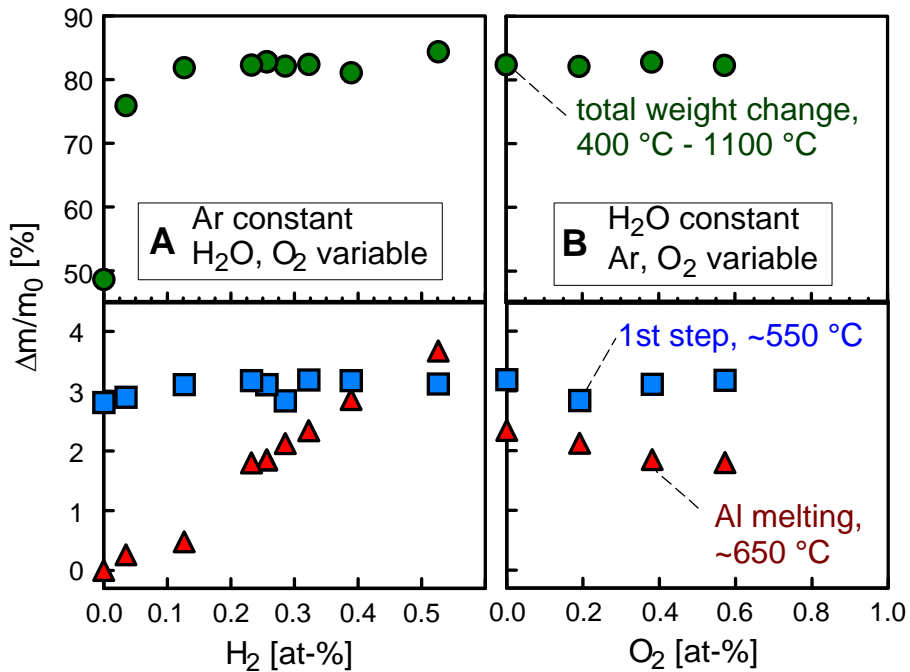 Δm/m₀ [%]
90
80
70
60
50
4
3
2
1
0
A
Ar constant
H₂O, O₂ variable
B
H₂O constant
Ar, O₂ variable
total weight change,
400 °C - 1100 °C
1st step, ~550 °C
Al melting,
~650 °C
0.0 0.1 0.2 0.3 0.4 0.5
0.0 0.2 0.4 0.6 0.8 1.0
H₂ [at-%]
O₂ [at-%]